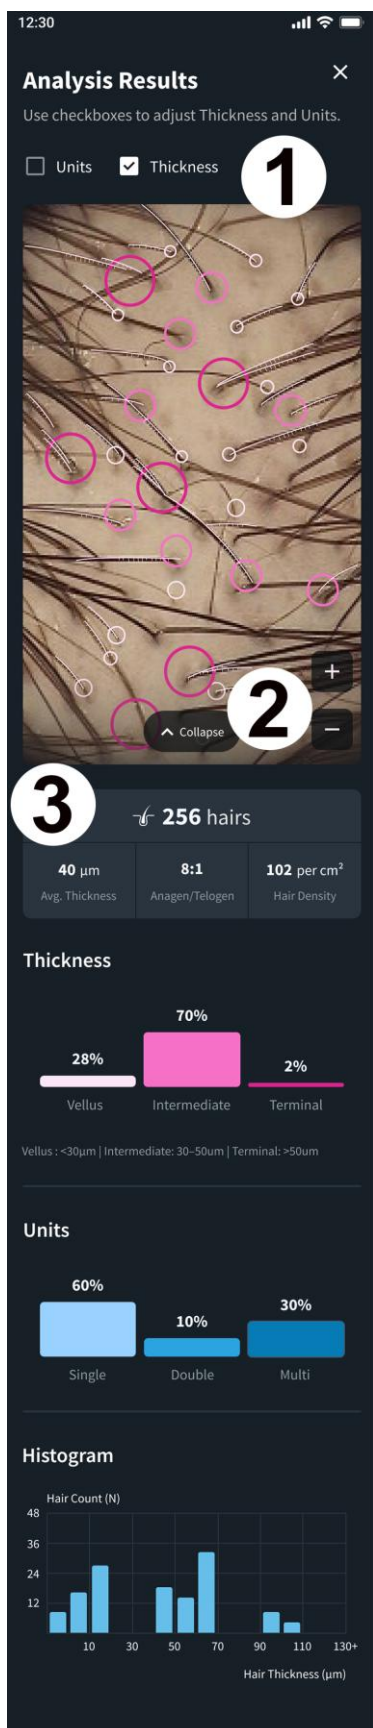 12:30
Analysis Results
Use checkboxes to adjust Thickness and Units.
Units Thickness
1
+
2
Collapse
−
3
256 hairs
40 μm 8:1 102 per cm²
Avg. Thickness Anagen/Telogen Hair Density
Thickness
70%
28%
2%
Vellus Intermediate Terminal
Vellus : <30μm | Intermediate: 30–50um | Terminal: >50um
Units
60%
30%
10%
Single Double Multi
Histogram
Hair Count (N)
48
36
24
12
10 30 50 70 90 110 130+
Hair Thickness (μm)